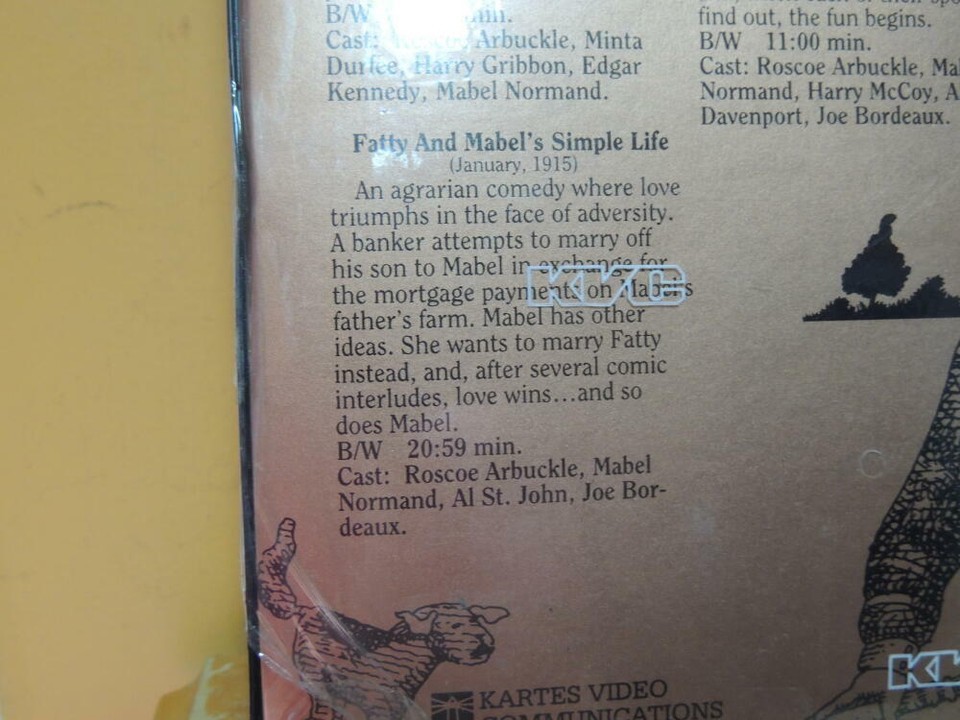 B/W min.
Cast: Arbuckle, Minta
Durfee, Harry Gribbon, Edgar
Kennedy, Mabel Normand.
Fatty And Mabel's Simple Life
(January, 1915)
An agrarian comedy where love
triumphs in the face of adversity.
A banker attempts to marry off
his son to Mabel in exchange for
the mortgage payments on Mabel's
father's farm. Mabel has other
ideas. She wants to marry Fatty
instead, and, after several comic
interludes, love wins...and so
does Mabel.
B/W 20:59 min.
Cast: Roscoe Arbuckle, Mabel
Normand, Al St. John, Joe Bor-
deaux.
find out, the fun begins.
B/W 11:00 min.
Cast: Roscoe Arbuckle, Ma
Normand, Harry McCoy, A
Davenport, Joe Bordeaux.
KVC
KV
KARTES VIDEO
COMMUNICATIONS